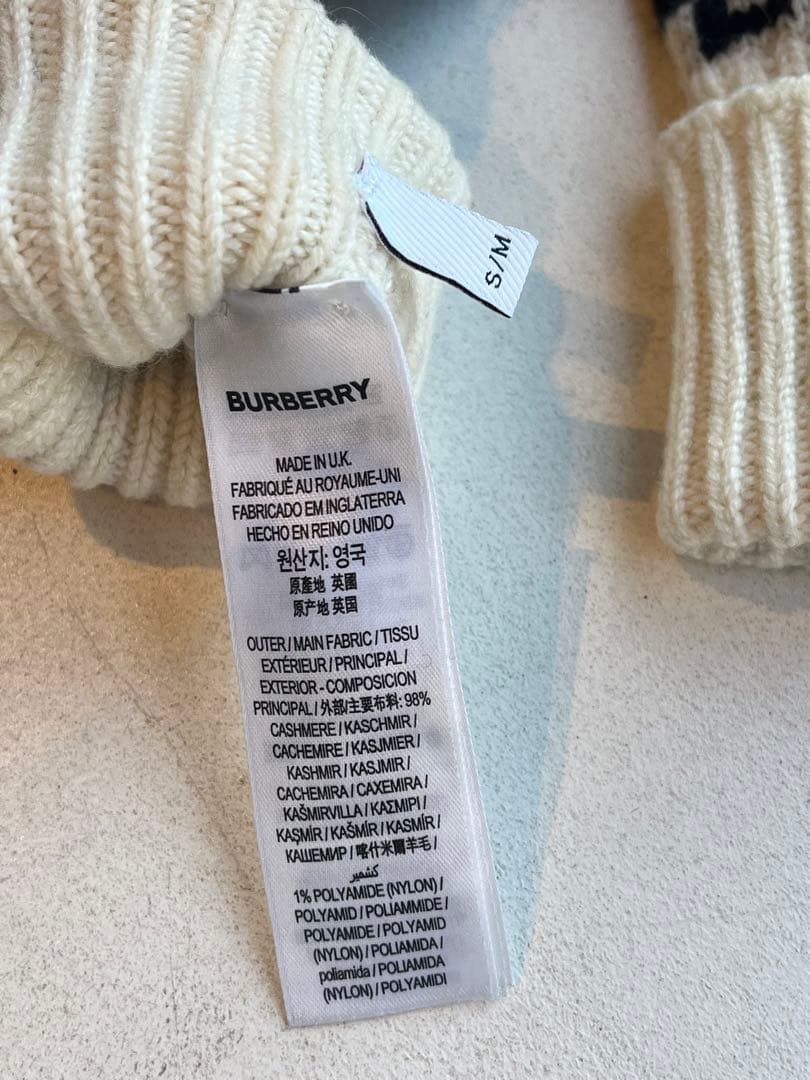 S/M
BURBERRY
MADE IN U.K.
FABRIQUÉ AU ROYAUME-UNI
FABRICADO EM INGLATERRA
HECHO EN REINO UNIDO
원산지: 영국
原產地 英國
原产地 英国
OUTER / MAIN FABRIC / TISSU
EXTÉRIEUR / PRINCIPAL /
EXTERIOR - COMPOSICION
PRINCIPAL / 外部/主要布料: 98%
CASHMERE / KASCHMIR /
CACHEMIRE / KASJMIER /
KASHMIR / KASJMIR /
CACHEMIRA / CAXEMIRA /
KAŠMIRVILLA / ΚΑΣΜΙΡΙ /
KAŞMİR / KAŠMÍR / KASMÍR /
КАШЕМИР / 喀什米爾羊毛 /
كشمير
1% POLYAMIDE (NYLON) /
POLYAMID / POLIAMMIDE /
POLYAMIDE / POLYAMID
(NYLON) / POLIAMIDA /
poliamida / POLIAMIDA
(NYLON) / POLYAMIDI